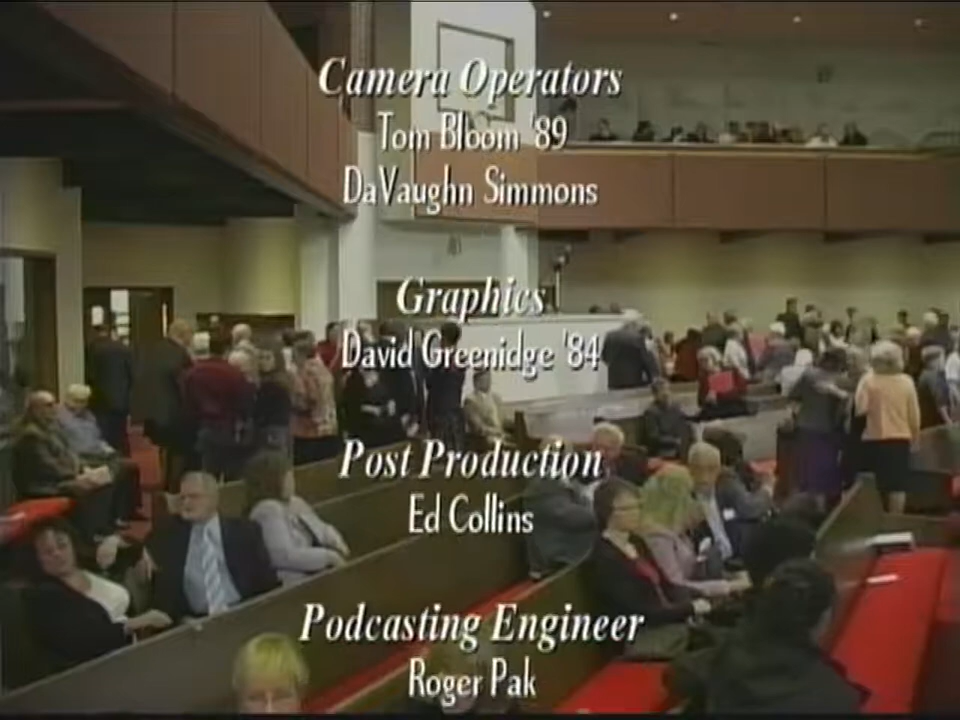 Camera Operators
Tom Bloom '89
DaVaughn Simmons
Graphics
David Greenidge '84
Post Production
Ed Collins
Podcasting Engineer
Roger Pak